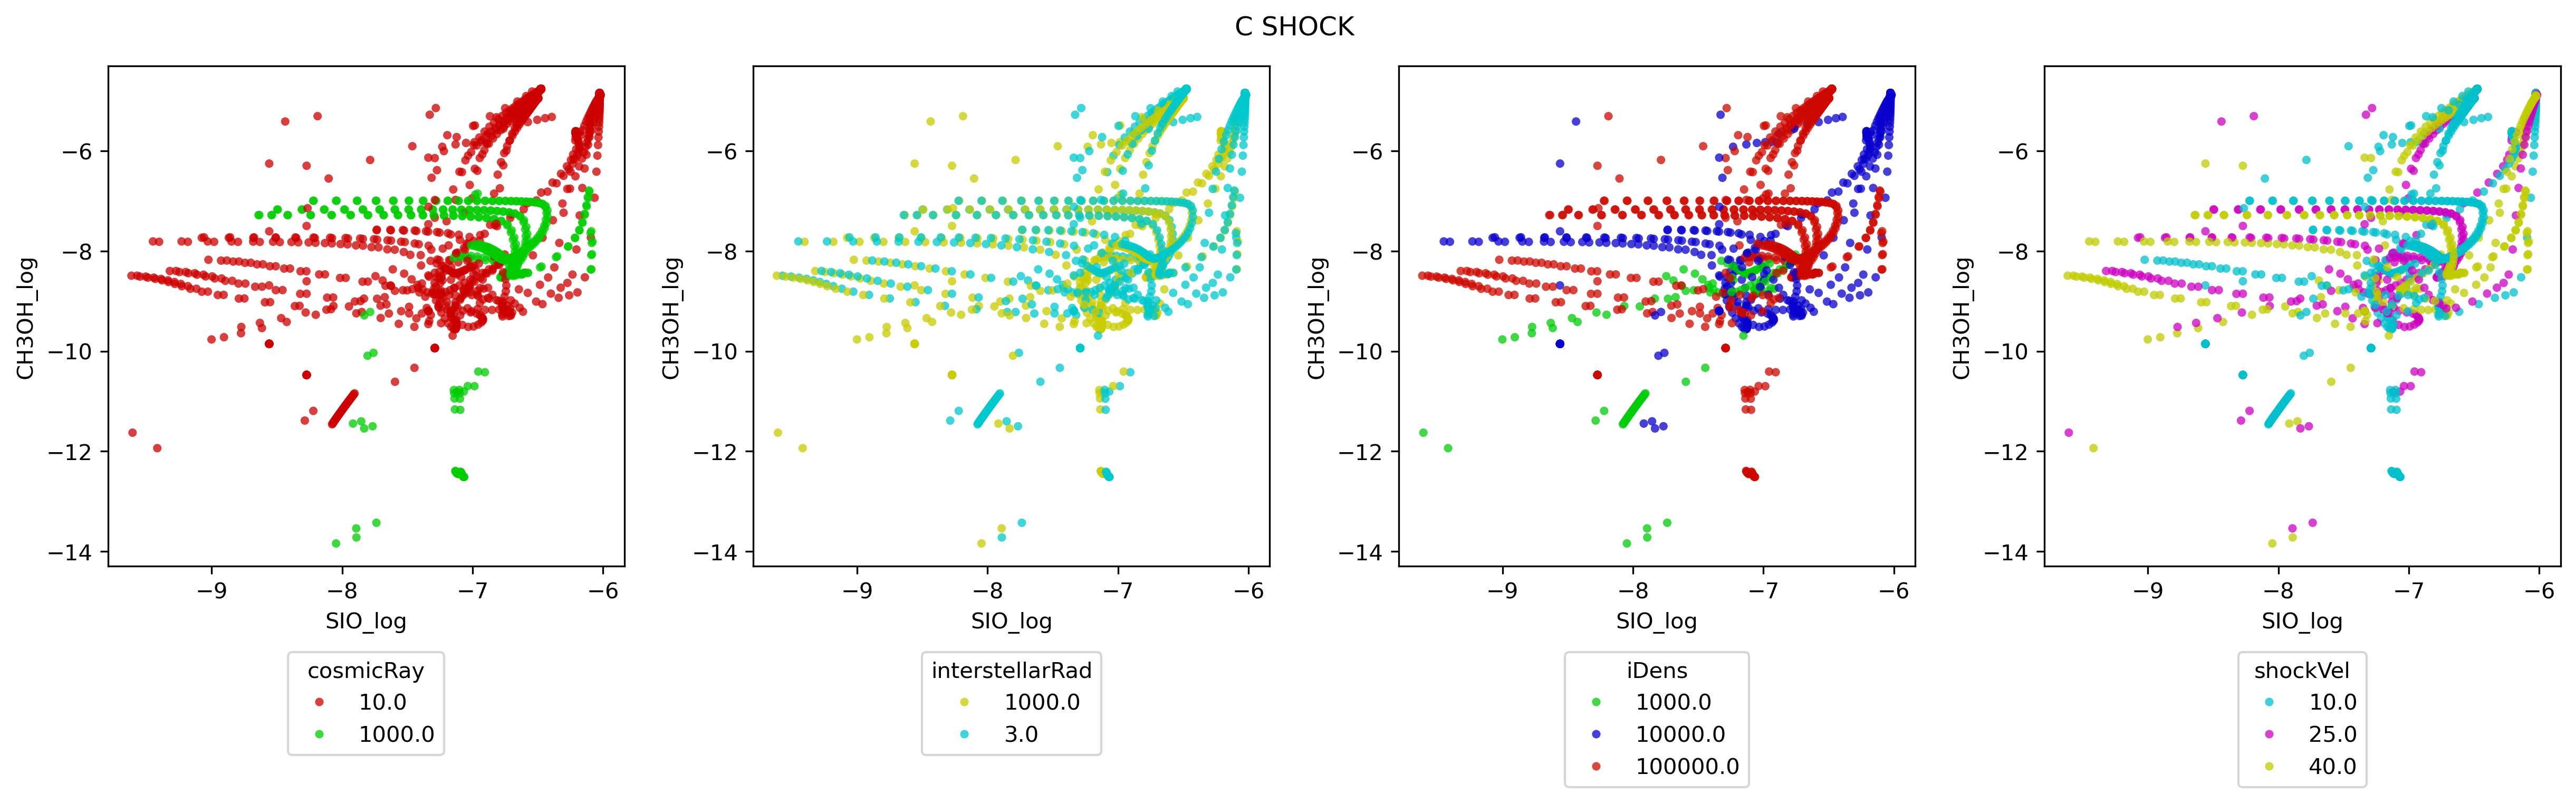 C SHOCK
CH3OH_log
−6
−8
−10
−12
−14
−9 −8 −7 −6
SIO_log
cosmicRay
10.0
1000.0
CH3OH_log
−6
−8
−10
−12
−14
−9 −8 −7 −6
SIO_log
interstellarRad
1000.0
3.0
CH3OH_log
−6
−8
−10
−12
−14
−9 −8 −7 −6
SIO_log
iDens
1000.0
10000.0
100000.0
CH3OH_log
−6
−8
−10
−12
−14
−9 −8 −7 −6
SIO_log
shockVel
10.0
25.0
40.0